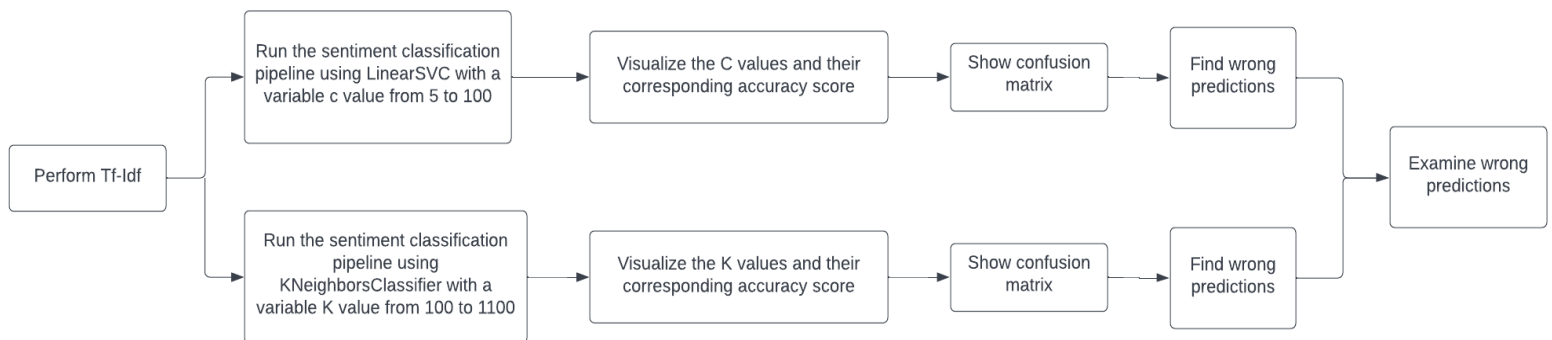 Perform Tf-Idf
Run the sentiment classification
pipeline using LinearSVC with a
variable c value from 5 to 100
Visualize the C values and their
corresponding accuracy score
Show confusion
matrix
Find wrong
predictions
Run the sentiment classification
pipeline using
KNeighborsClassifier with a
variable K value from 100 to 1100
Visualize the K values and their
corresponding accuracy score
Show confusion
matrix
Find wrong
predictions
Examine wrong
predictions